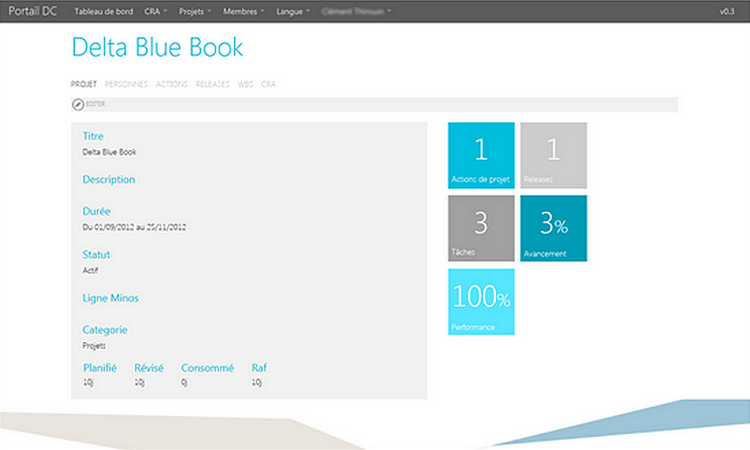 Portail DC Tableau de bord CRA Projets Membres Langue v0.3
Delta Blue Book
PROJET PERSONNES ACTIONS RELEASES WBS CRA
EDITER
Titre
Delta Blue Book
Description
Durée
Du 01/09/2012 au 25/11/2012
Statut
Actif
Ligne Minos
Categorie
Projets
Planifié Révisé Consommé Raf
10j 10j 0j 10j
1
Actions de projet
1
Releases
3
Tâches
3%
Avancement
100%
Performance